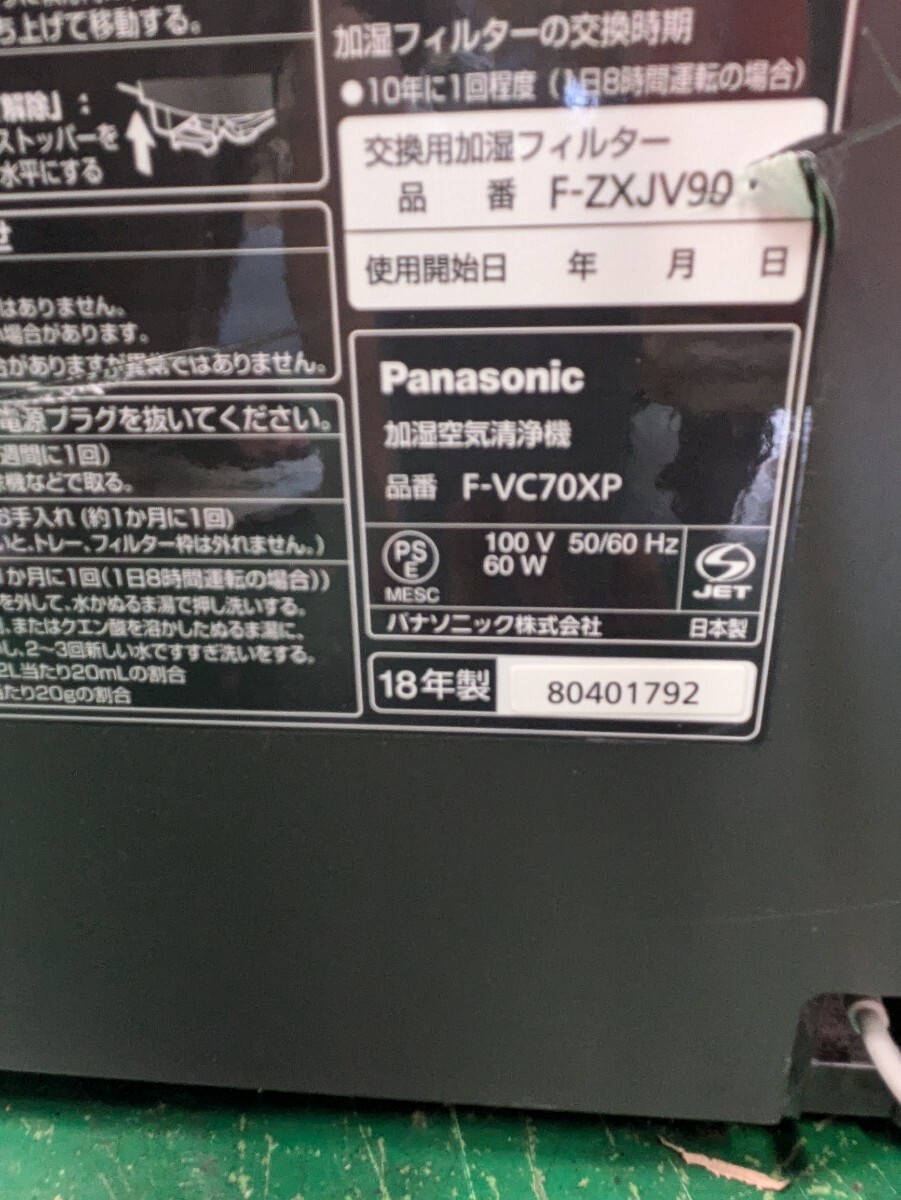 ち上げて移動する。
解除」：
ストッパーを
水平にする
はありません。
場合があります。
合がありますが異常ではありません。
電源プラグを抜いてください。
週間に1回）
機などで取る。
お手入れ（約1か月に1回）
いと、トレー、フィルター枠は外れません。）
か月に1回（1日8時間運転の場合））
を外して、水かぬるま湯で押し洗いする。
、またはクエン酸を溶かしたぬるま湯に、
し、2〜3回新しい水ですすぎ洗いをする。
2L当たり20mLの割合
当たり20gの割合
加湿フィルターの交換時期
●10年に1回程度（1日8時間運転の場合）
交換用加湿フィルター
品 番 F-ZXJV90
使用開始日 年 月 日
Panasonic
加湿空気清浄機
品番 F-VC70XP
PSE
MESC
100 V 50/60 Hz
60 W
JET
パナソニック株式会社 日本製
18年製 80401792